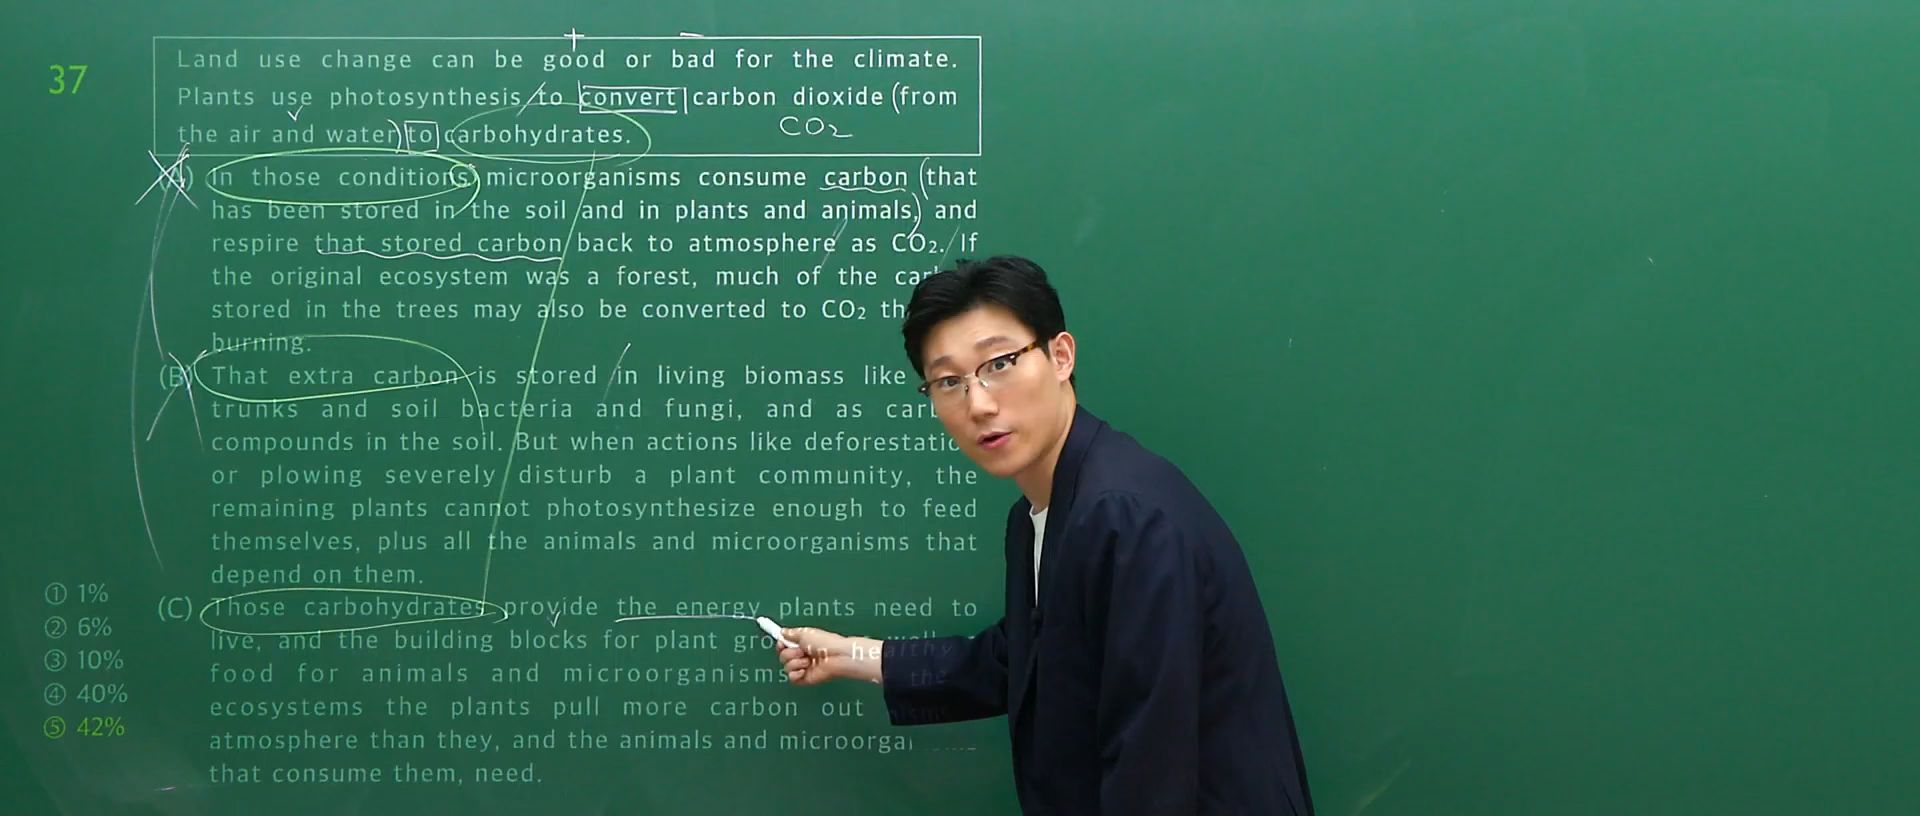 37
Land use change can be good or bad for the climate.
Plants use photosynthesis to convert carbon dioxide (from
the air and water) to carbohydrates.
CO2
(A) In those conditions, microorganisms consume carbon (that
has been stored in the soil and in plants and animals,) and
respire that stored carbon back to atmosphere as CO₂. If
the original ecosystem was a forest, much of the
stored in the trees may also be converted to CO₂
burning.
(B) That extra carbon is stored in living biomass like
trunks and soil bacteria and fungi, and as
compounds in the soil. But when actions like
or plowing severely disturb a plant community, the
remaining plants cannot photosynthesize enough to feed
themselves, plus all the animals and microorganisms that
depend on them.
(C) Those carbohydrates provide the energy plants need to
live, and the building blocks for plant well
food for animals and microorganisms healthy
ecosystems the plants pull more carbon out the
atmosphere than they, and the animals and
that consume them, need.
① 1%
② 6%
③ 10%
④ 40%
⑤ 42%